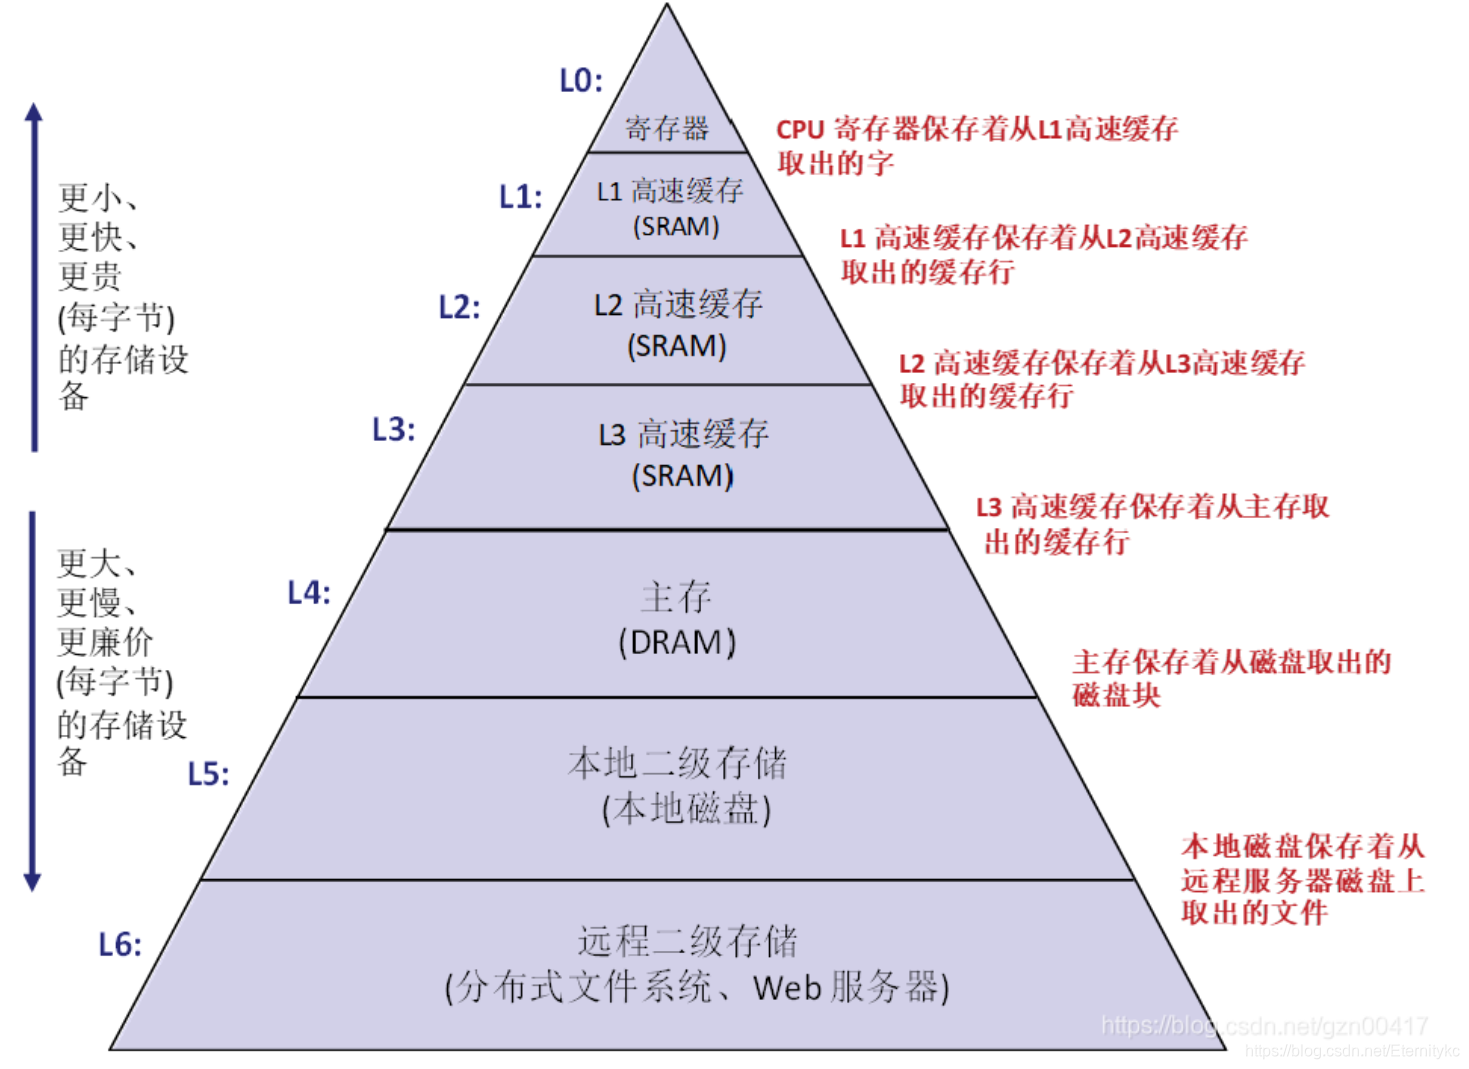 L0:
寄存器
CPU 寄存器保存着从L1高速缓存
取出的字
L1:
L1 高速缓存
(SRAM)
L1 高速缓存保存着从L2高速缓存
取出的缓存行
更小、
更快、
更贵
(每字节)
的存储设
备
L2:
L2 高速缓存
(SRAM)
L2 高速缓存保存着从L3高速缓存
取出的缓存行
L3:
L3 高速缓存
(SRAM)
L3 高速缓存保存着从主存取
出的缓存行
更大、
更慢、
更廉价
(每字节)
的存储设
备
L4:
主存
(DRAM)
主存保存着从磁盘取出的
磁盘块
L5:
本地二级存储
(本地磁盘)
本地磁盘保存着从
远程服务器磁盘上
取出的文件
L6:
远程二级存储
(分布式文件系统、Web 服务器)
https://blog.csdn.net/gzn00417
https://blog.csdn.net/Eternitykc